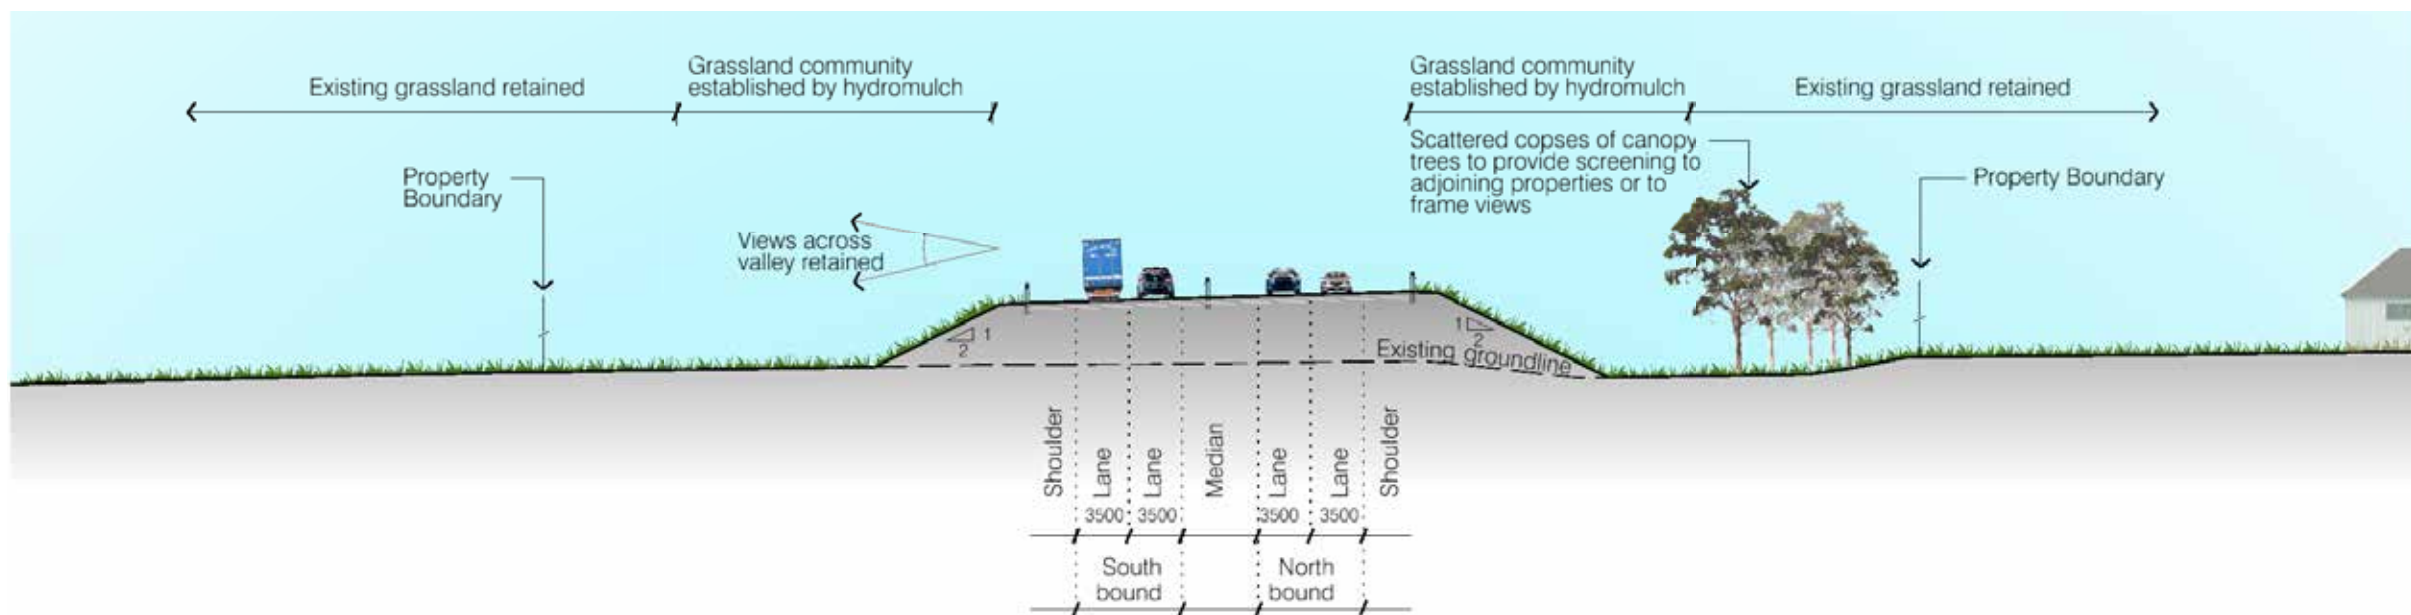 Existing grassland retained
Grassland community
established by hydromulch
Grassland community
established by hydromulch
Existing grassland retained
Scattered copses of canopy
trees to provide screening to
adjoining properties or to
frame views
Property
Boundary
Property Boundary
Views across
valley retained
1
2
1
2
Existing groundline
Shoulder
Lane
Lane
Median
Lane
Lane
Shoulder
3500
3500
3500
3500
South
bound
North
bound